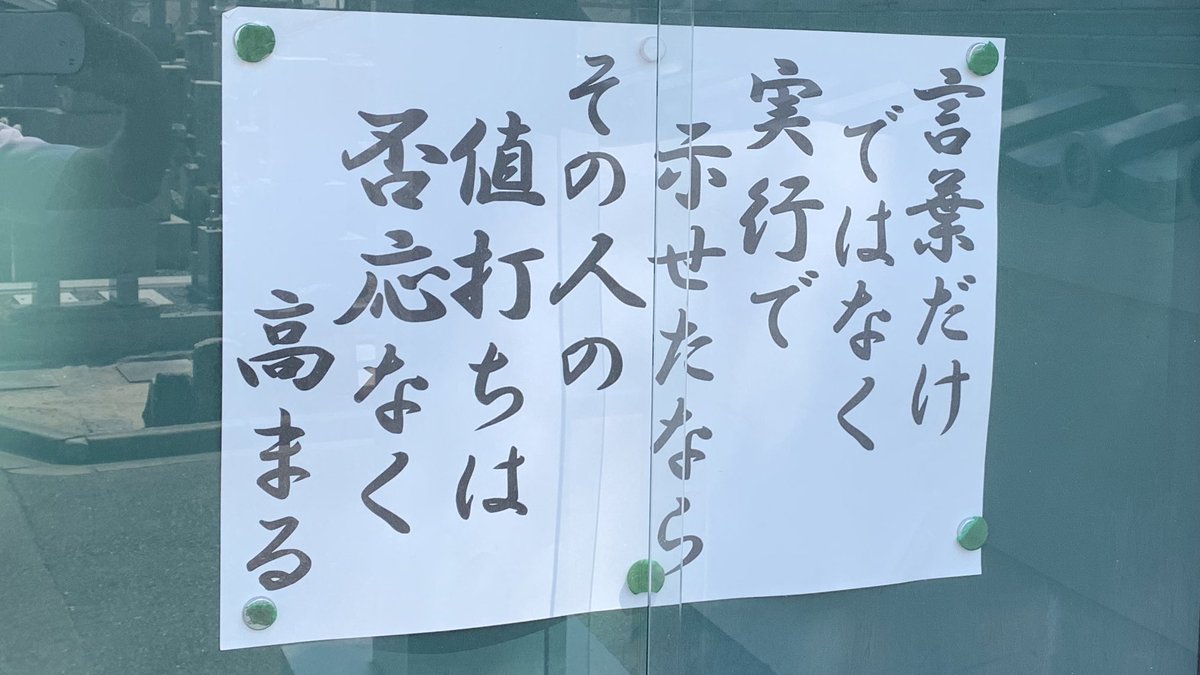 言葉だけ
ではなく
実行で
示せたなら
その人の
値打ちは
否応なく
高まる